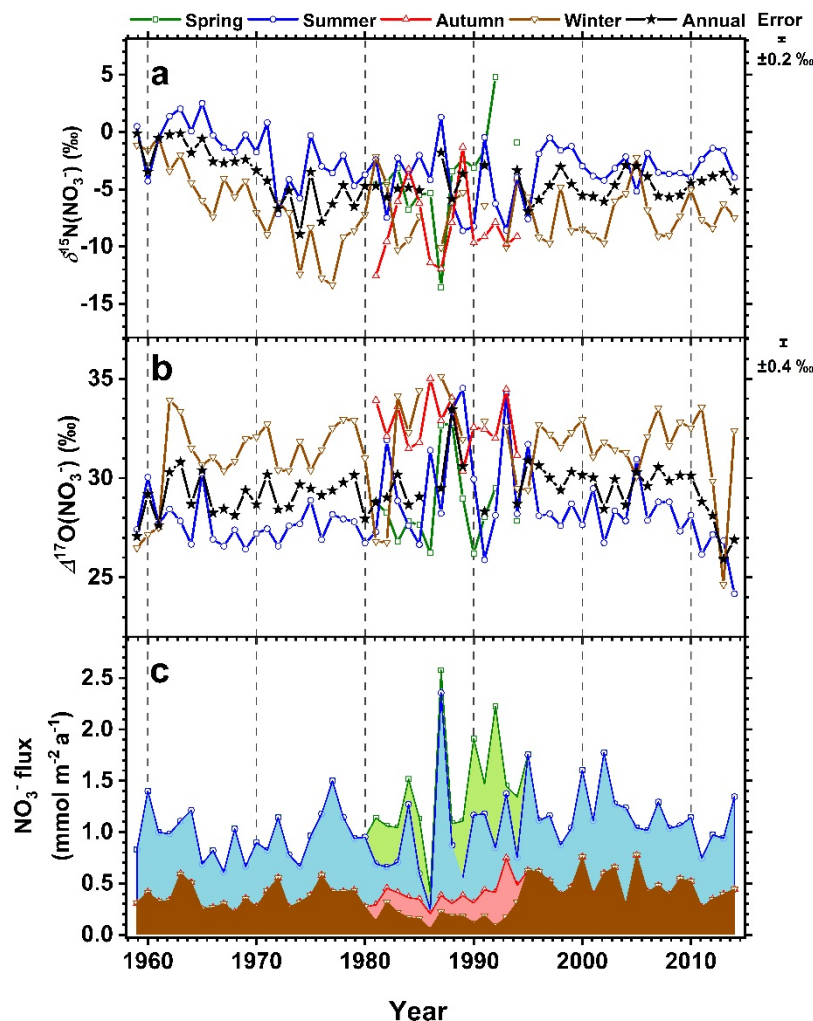 Spring Summer Autumn Winter Annual Error
±0.2 ‰
a
5
0
-5
-10
-15
δ¹⁵N(NO₃⁻) (‰)
±0.4 ‰
b
35
30
25
Δ¹⁷O(NO₃⁻) (‰)
c
2.5
2.0
1.5
1.0
0.5
0.0
NO₃⁻ flux
(mmol m⁻² a⁻¹)
1960 1970 1980 1990 2000 2010
Year